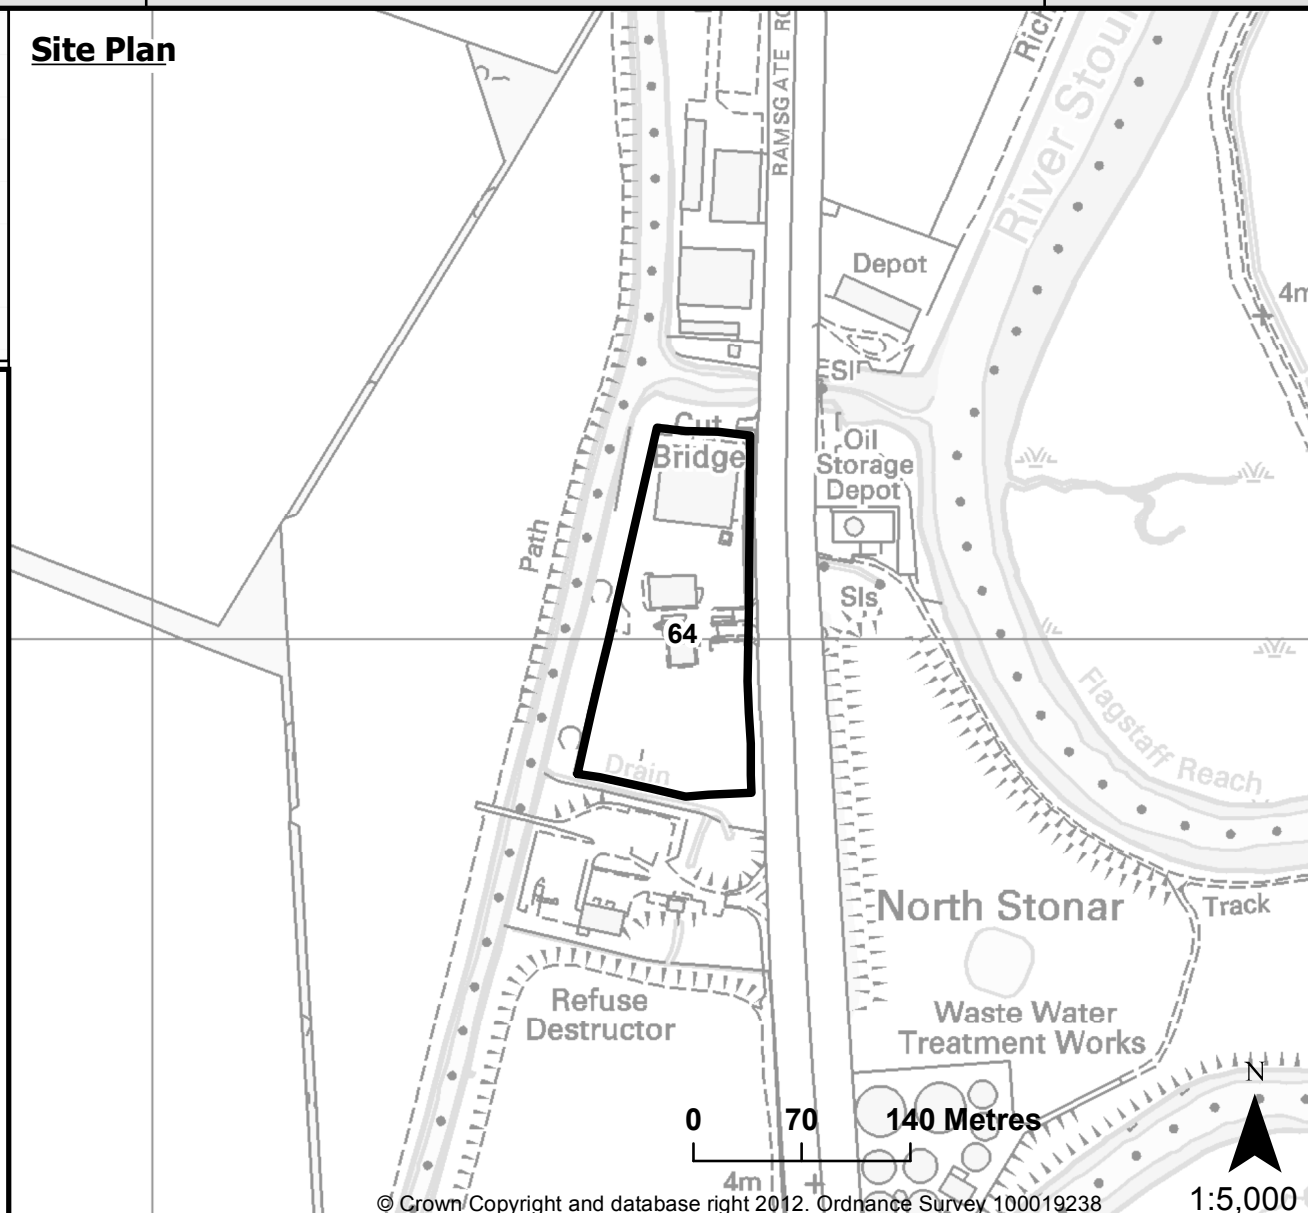 Site Plan
RAMSGATE RO
Rich
River Stour
Depot
4m
ESID
Cut
Bridge
Oil
Storage
Depot
Path
Sls
64
Flagstaff Reach
Drain
North Stonar
Track
Refuse
Destructor
Waste Water
Treatment Works
N
0 70 140 Metres
4m
© Crown Copyright and database right 2012. Ordnance Survey 100019238
1:5,000